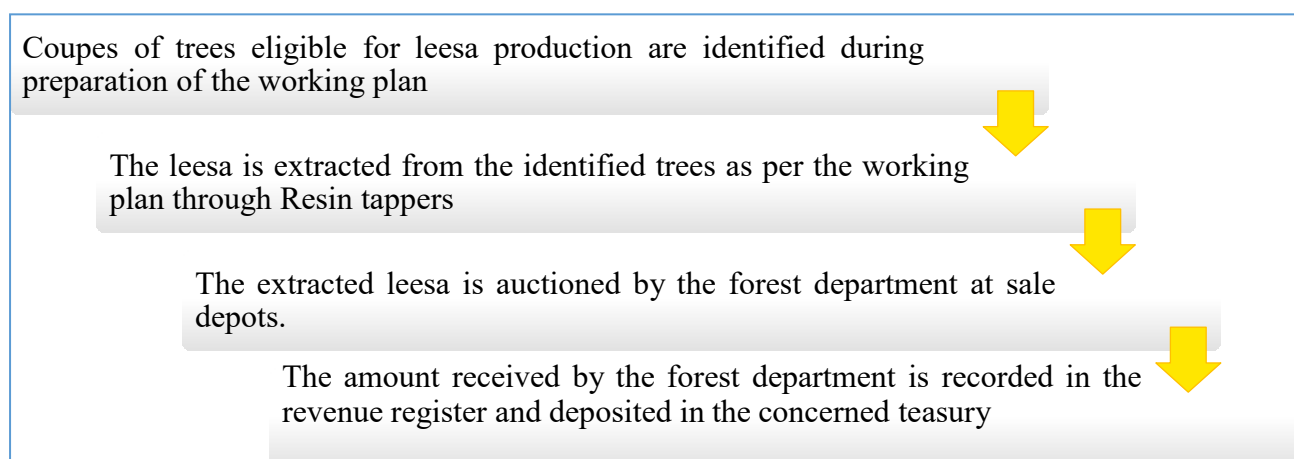 Coupes of trees eligible for leesa production are identified during
preparation of the working plan
The leesa is extracted from the identified trees as per the working
plan through Resin tappers
The extracted leesa is auctioned by the forest department at sale
depots.
The amount received by the forest department is recorded in the
revenue register and deposited in the concerned teasury